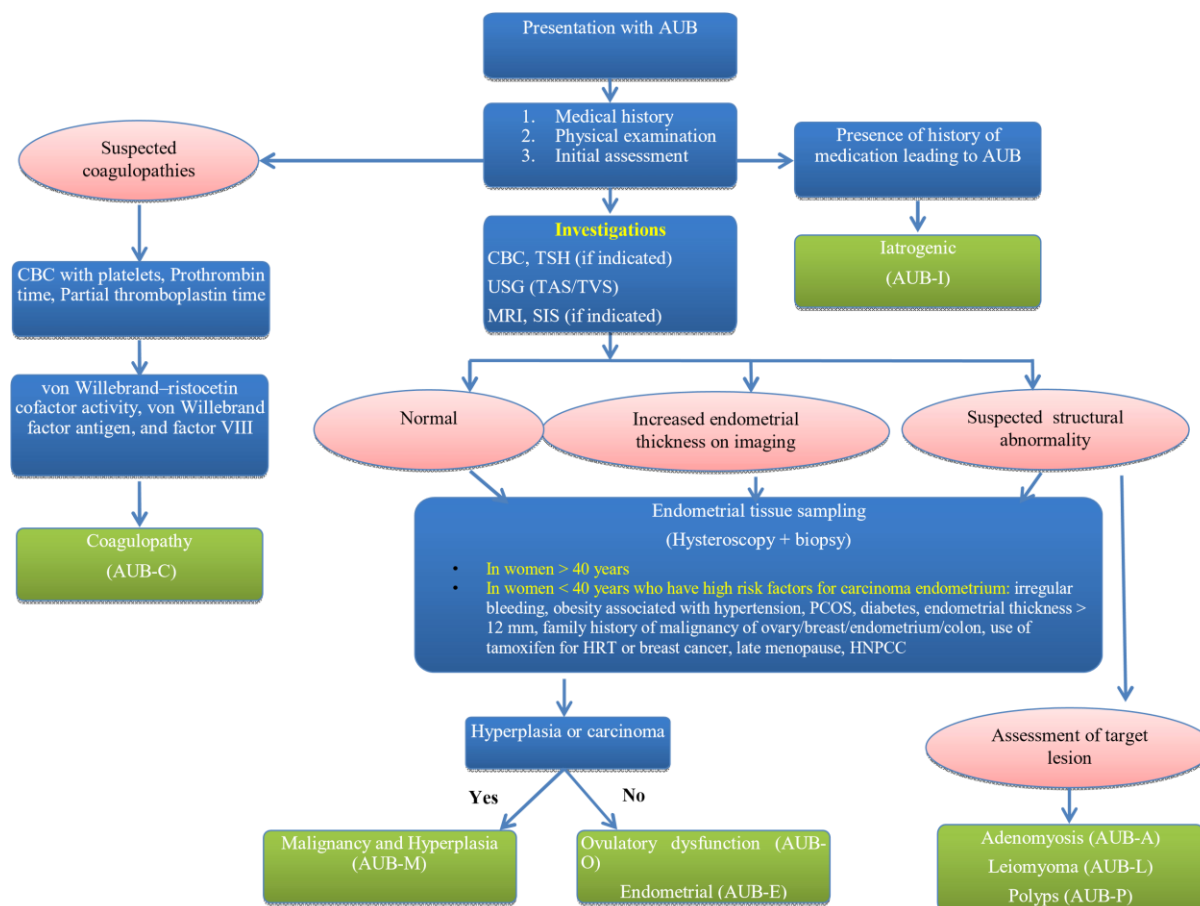 Presentation with AUB
1. Medical history
2. Physical examination
3. Initial assessment
Suspected
coagulopathies
Presence of history of
medication leading to AUB
Investigations
CBC, TSH (if indicated)
USG (TAS/TVS)
MRI, SIS (if indicated)
Iatrogenic
(AUB-I)
CBC with platelets, Prothrombin
time, Partial thromboplastin time
von Willebrand–ristocetin
cofactor activity, von Willebrand
factor antigen, and factor VIII
Coagulopathy
(AUB-C)
Normal
Increased endometrial
thickness on imaging
Suspected structural
abnormality
Endometrial tissue sampling
(Hysteroscopy + biopsy)
• In women > 40 years
• In women < 40 years who have high risk factors for carcinoma endometrium: irregular
bleeding, obesity associated with hypertension, PCOS, diabetes, endometrial thickness >
12 mm, family history of malignancy of ovary/breast/endometrium/colon, use of
tamoxifen for HRT or breast cancer, late menopause, HNPCC
Hyperplasia or carcinoma
Yes
No
Malignancy and Hyperplasia
(AUB-M)
Ovulatory dysfunction (AUB-
O)
Endometrial (AUB-E)
Assessment of target
lesion
Adenomyosis (AUB-A)
Leiomyoma (AUB-L)
Polyps (AUB-P)